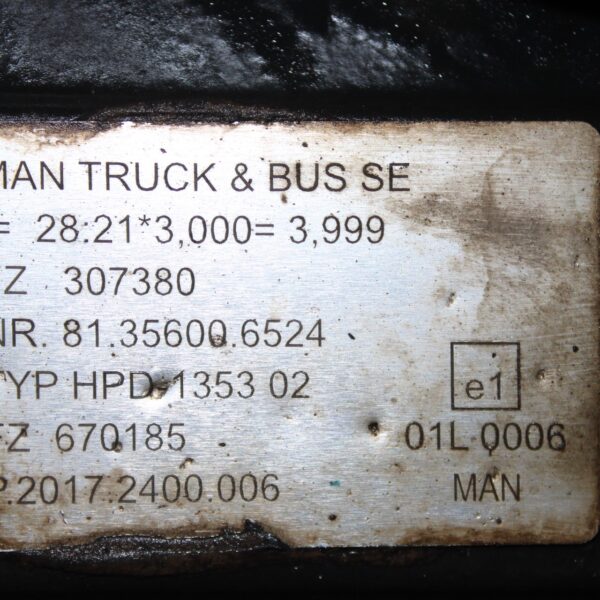 MAN TRUCK & BUS SE
= 28:21*3,000= 3,999
Z 307380
NR. 81.35600.6524
TYP HPD-1353 02
e1
FZ 670185
01L 0006
P.2017.2400.006
MAN